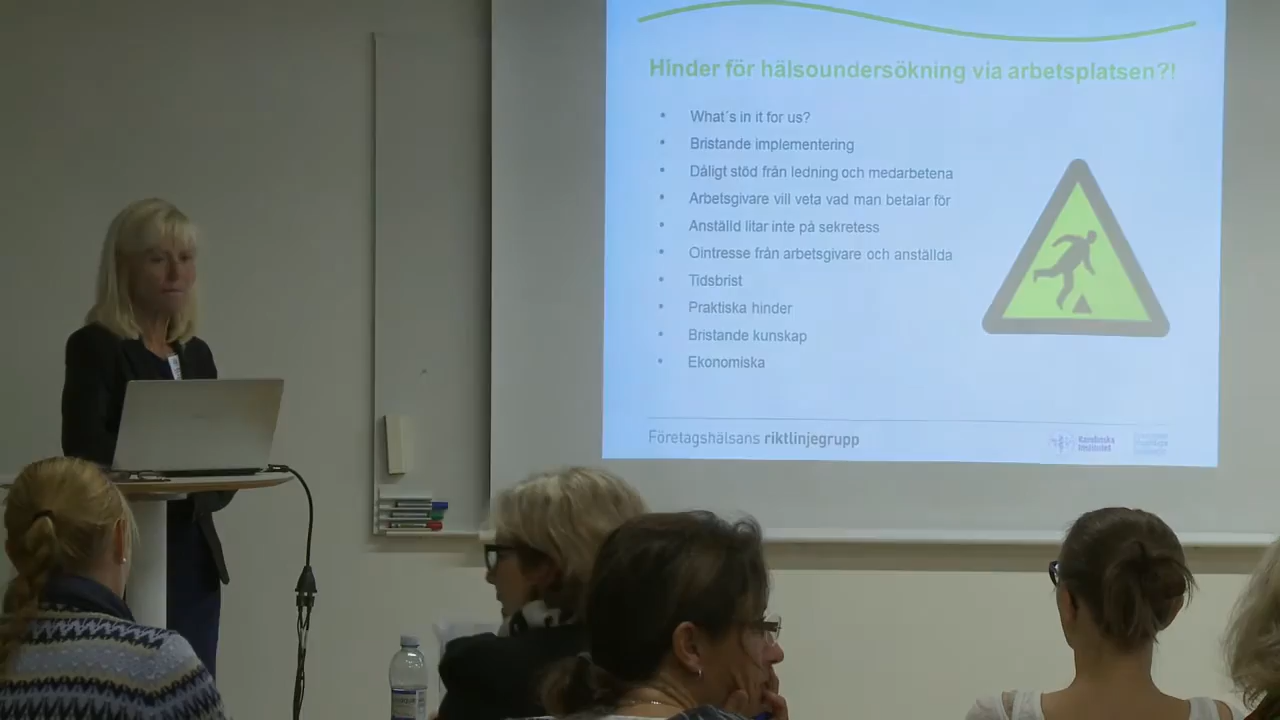 Hinder för hälsoundersökning via arbetsplatsen?!
• What´s in it for us?
• Bristande implementering
• Dåligt stöd från ledning och medarbetena
• Arbetsgivare vill veta vad man betalar för
• Anställd litar inte på sekretess
• Ointresse från arbetsgivare och anställda
• Tidsbrist
• Praktiska hinder
• Bristande kunskap
• Ekonomiska
Företagshälsans riktlinjegrupp
Karolinska
Institutet